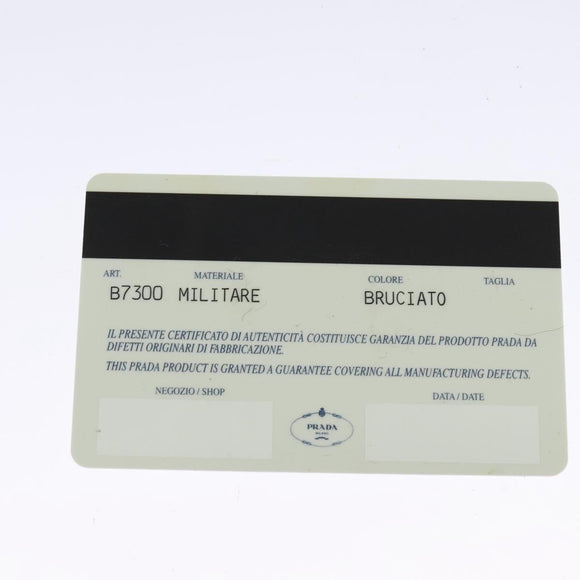 ART. MATERIALE COLORE TAGLIA
B7300 MILITARE BRUCIATO
IL PRESENTE CERTIFICATO DI AUTENTICITÀ COSTITUISCE GARANZIA DEL PRODOTTO PRADA DA
DIFETTI ORIGINARI DI FABBRICAZIONE.
THIS PRADA PRODUCT IS GRANTED A GUARANTEE COVERING ALL MANUFACTURING DEFECTS.
NEGOZIO / SHOP DATA / DATE
PRADA
MILANO